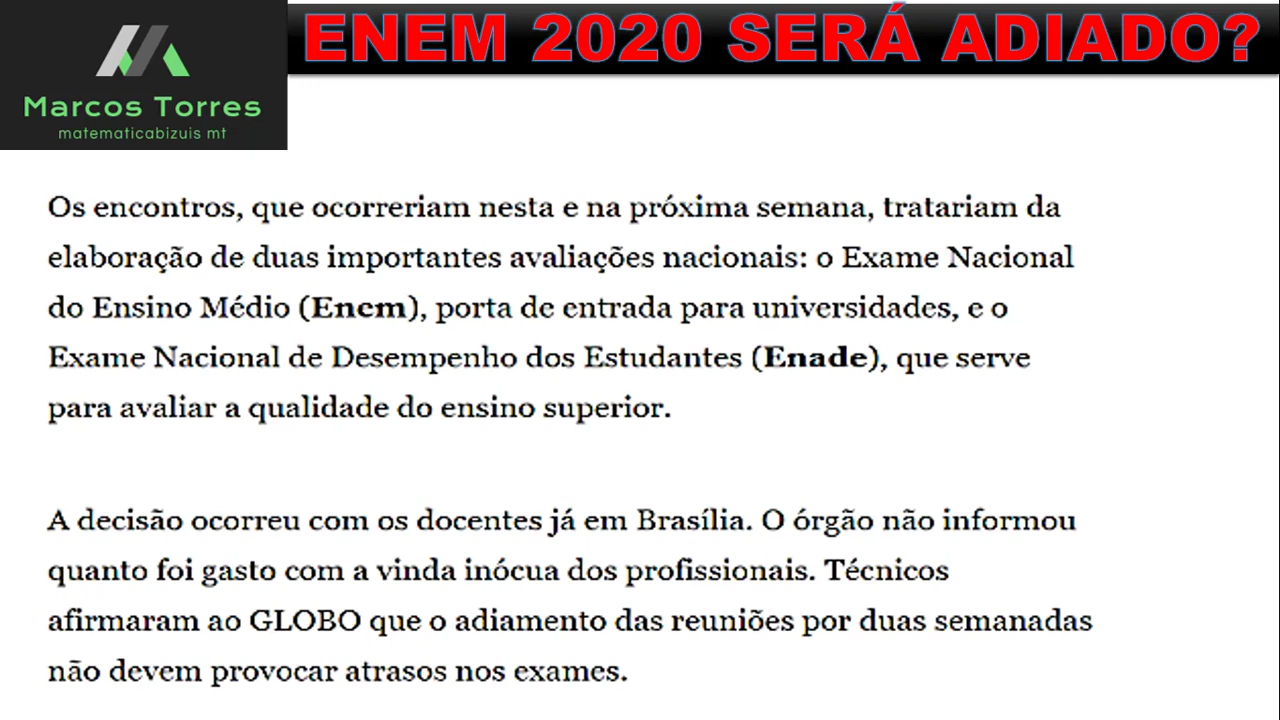 ENEM 2020 SERÁ ADIADO?
Marcos Torres
matematicabizuis mt
Os encontros, que ocorreriam nesta e na próxima semana, tratariam da
elaboração de duas importantes avaliações nacionais: o Exame Nacional
do Ensino Médio (Enem), porta de entrada para universidades, e o
Exame Nacional de Desempenho dos Estudantes (Enade), que serve
para avaliar a qualidade do ensino superior.
A decisão ocorreu com os docentes já em Brasília. O órgão não informou
quanto foi gasto com a vinda inócua dos profissionais. Técnicos
afirmaram ao GLOBO que o adiamento das reuniões por duas semanadas
não devem provocar atrasos nos exames.